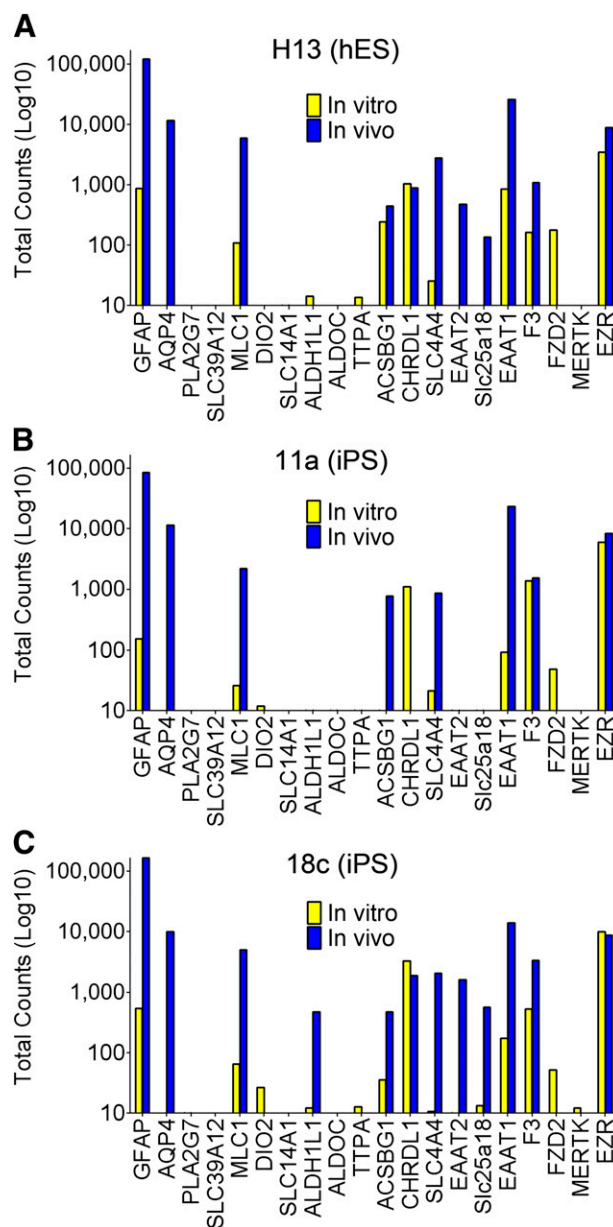 A
H13 (hES)
In vitro
In vivo
Total Counts (Log10)
100,000
10,000
1,000
100
10
GFAP
AQP4
PLA2G7
SLC39A12
MLC1
DIO2
SLC14A1
ALDH1L1
ALDOC
TTPA
ACSBG1
CHRDL1
SLC4A4
EAAT2
Slc25a18
EAAT1
F3
FZD2
MERTK
EZR
B
11a (iPS)
In vitro
In vivo
Total Counts (Log10)
100,000
10,000
1,000
100
10
GFAP
AQP4
PLA2G7
SLC39A12
MLC1
DIO2
SLC14A1
ALDH1L1
ALDOC
TTPA
ACSBG1
CHRDL1
SLC4A4
EAAT2
Slc25a18
EAAT1
F3
FZD2
MERTK
EZR
C
18c (iPS)
In vitro
In vivo
Total Counts (Log10)
100,000
10,000
1,000
100
10
GFAP
AQP4
PLA2G7
SLC39A12
MLC1
DIO2
SLC14A1
ALDH1L1
ALDOC
TTPA
ACSBG1
CHRDL1
SLC4A4
EAAT2
Slc25a18
EAAT1
F3
FZD2
MERTK
EZR